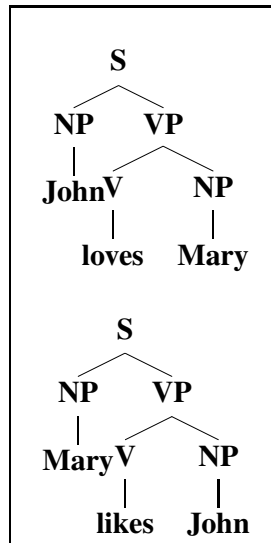 S
NP VP
John V NP
loves Mary
S
NP VP
Mary V NP
likes John